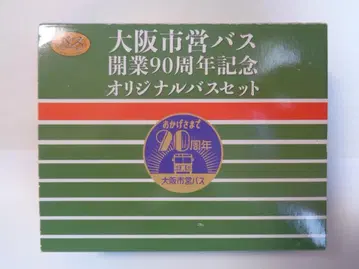 大阪市営バス
開業90周年記念
オリジナルバスセット
おかげさまで
90周年
大阪市営バス